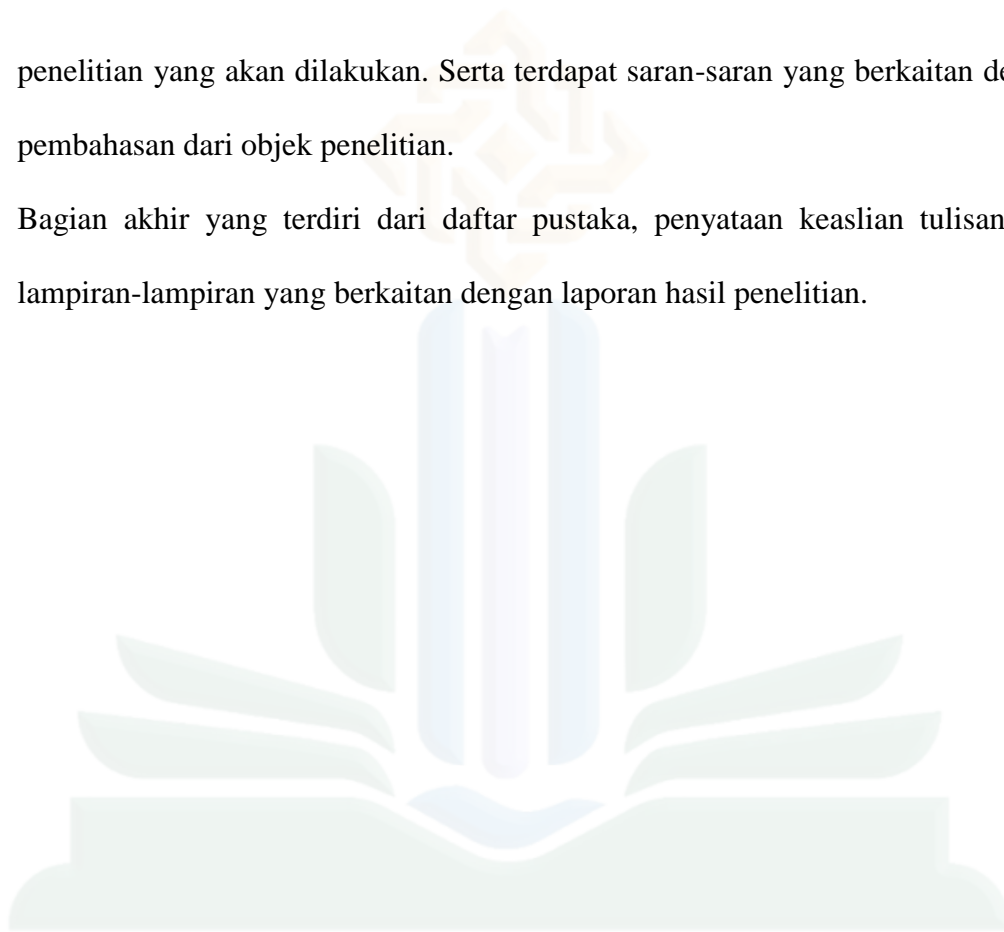 penelitian yang akan dilakukan. Serta terdapat saran-saran yang berkaitan
pembahasan dari objek penelitian.
Bagian akhir yang terdiri dari daftar pustaka, penyataan keaslian tulisan
lampiran-lampiran yang berkaitan dengan laporan hasil penelitian.